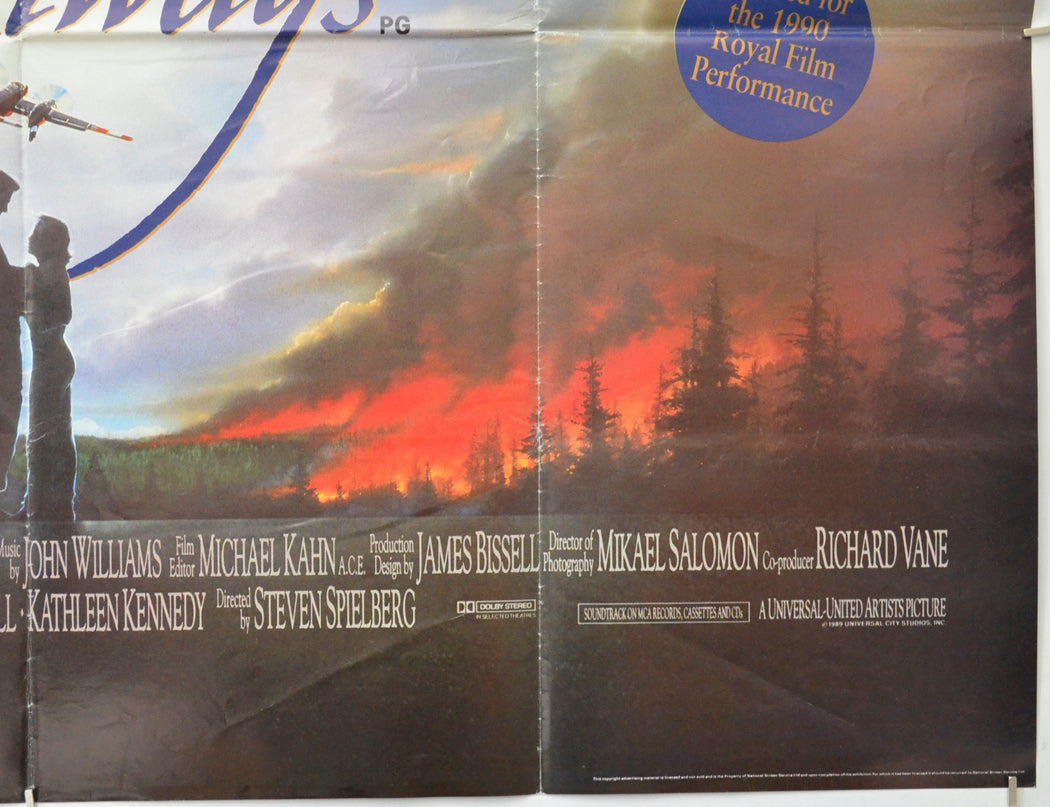 PG
the 1990
Royal Film
Performance
Music by JOHN WILLIAMS Film Editor MICHAEL KAHN A.C.E. Production Design by JAMES BISSELL Director of Photography MIKAEL SALOMON Co-producer RICHARD VANE
KATHLEEN KENNEDY Directed by STEVEN SPIELBERG
DOLBY STEREO
IN SELECTED THEATRES
SOUNDTRACK ON MCA RECORDS, CASSETTES AND CD's
A UNIVERSAL-UNITED ARTISTS PICTURE
© 1989 UNIVERSAL CITY STUDIOS, INC